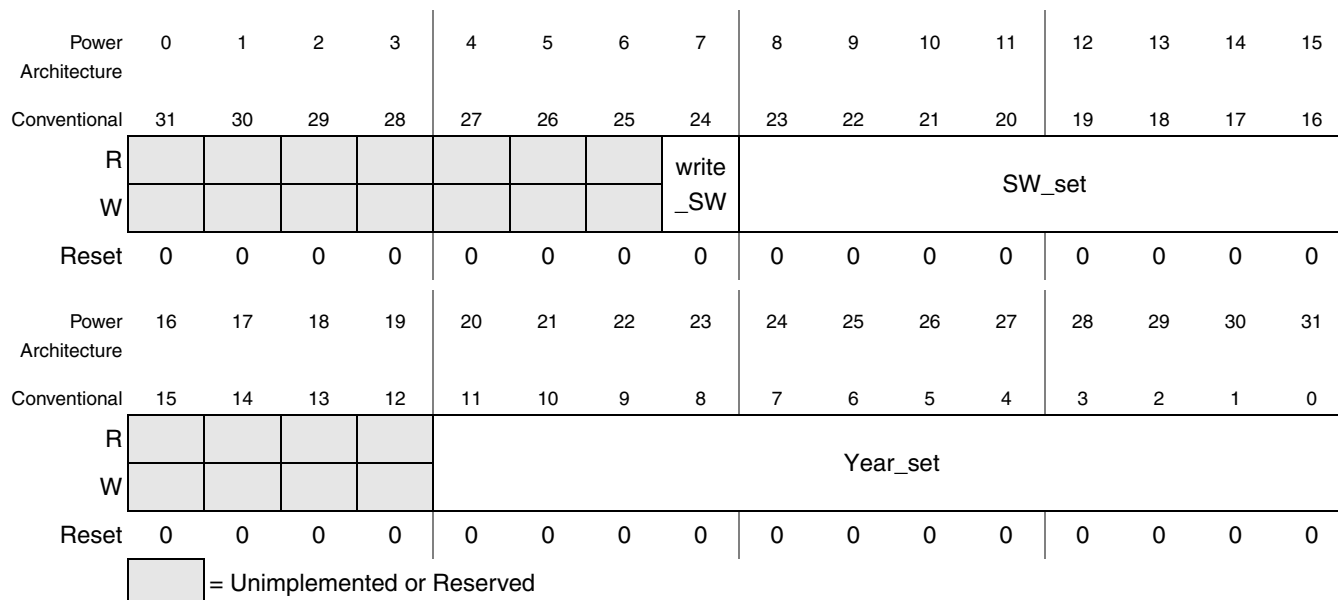 Power Architecture 0 1 2 3 4 5 6 7 8 9 10 11 12 13 14 15
Conventional 31 30 29 28 27 26 25 24 23 22 21 20 19 18 17 16
R
write
_SW
SW_set
W
Reset 0 0 0 0 0 0 0 0 0 0 0 0 0 0 0 0
Power Architecture 16 17 18 19 20 21 22 23 24 25 26 27 28 29 30 31
Conventional 15 14 13 12 11 10 9 8 7 6 5 4 3 2 1 0
R
Year_set
W
Reset 0 0 0 0 0 0 0 0 0 0 0 0 0 0 0 0
= Unimplemented or Reserved